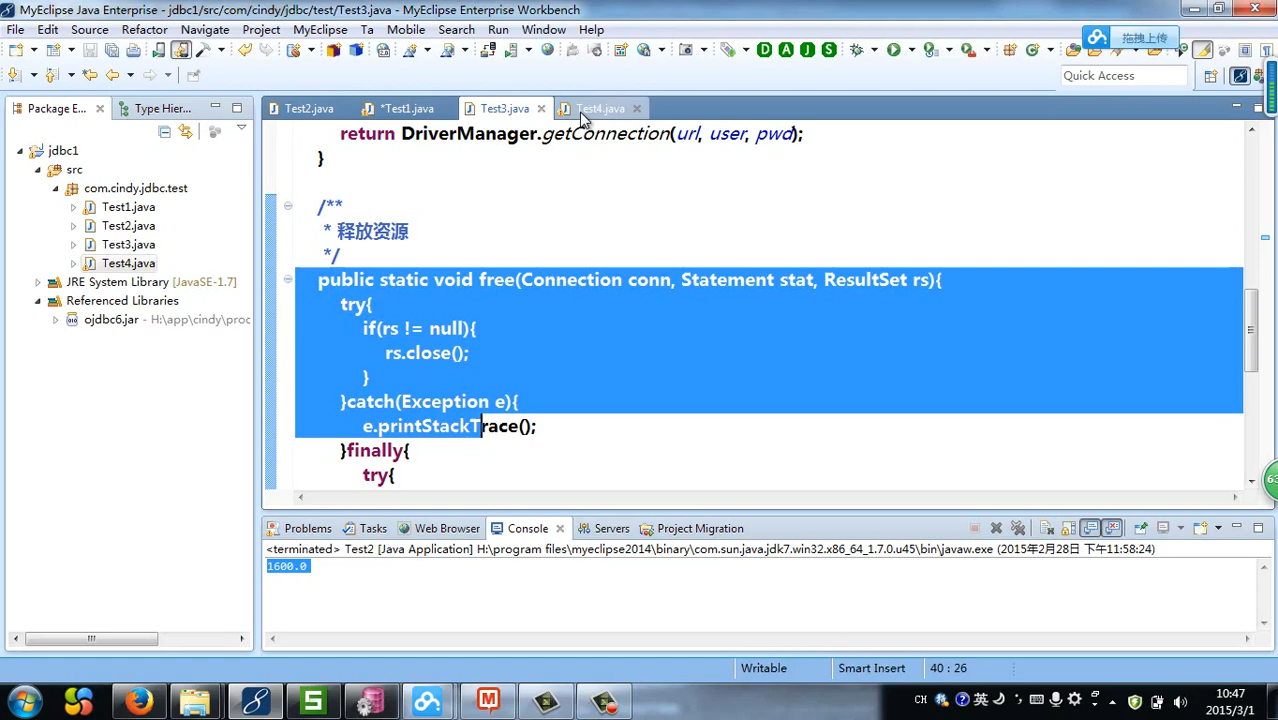 MyEclipse Java Enterprise - jdbc1/src/com/cindy/jdbc/test/Test3.java - MyEclipse Enterprise Workbench
File Edit Source Refactor Navigate Project MyEclipse Ta Mobile Search Run Window Help
拖拽上传
Quick Access
Package E... Type Hier...
Test2.java *Test1.java Test3.java Test4.java
jdbc1
src
com.cindy.jdbc.test
Test1.java
Test2.java
Test3.java
Test4.java
JRE System Library [JavaSE-1.7]
Referenced Libraries
ojdbc6.jar - H:\app\cindy\proc
return DriverManager.getConnection(url, user, pwd);
}
/**
* 释放资源
*/
public static void free(Connection conn, Statement stat, ResultSet rs){
try{
if(rs != null){
rs.close();
}
}catch(Exception e){
e.printStackTrace();
}finally{
try{
Problems Tasks Web Browser Console Servers Project Migration
<terminated> Test2 [Java Application] H:\program files\myeclipse2014\binary\com.sun.java.jdk7.win32.x86_64_1.7.0.u45\bin\javaw.exe (2015年2月28日 下午11:58:24)
1600.0
Writable Smart Insert 40 : 26
CH 英
10:47
2015/3/1